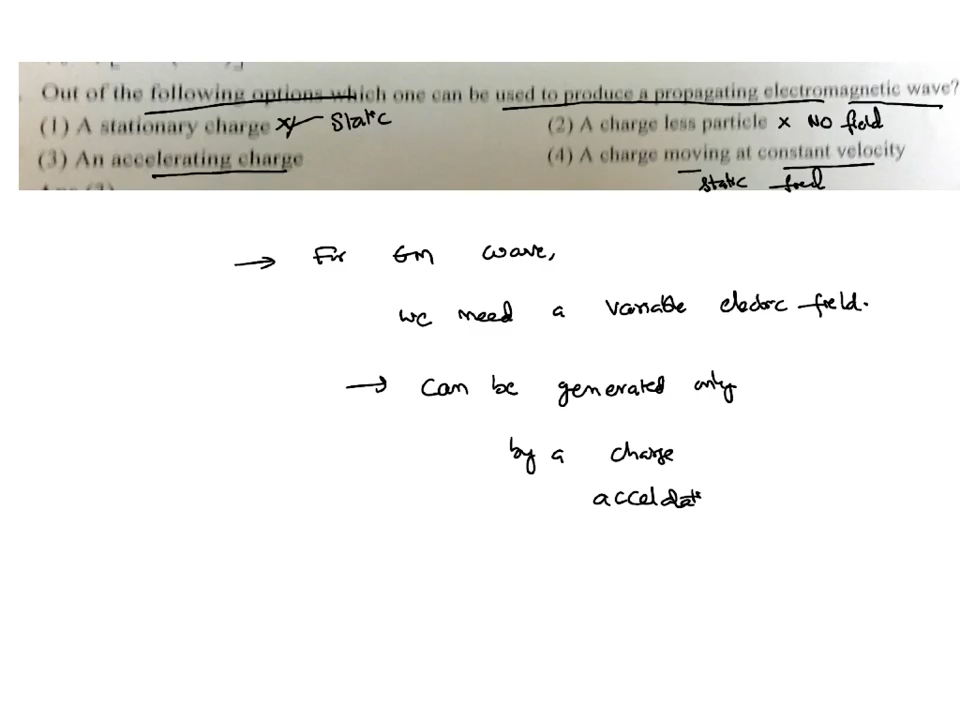 Out of the following options which one can be used to produce a propagating electromagnetic wave?
(1) A stationary charge x Static (2) A charge less particle x NO field
(3) An accelerating charge (4) A charge moving at constant velocity
static
→ For EM wave,
we need a variable electric field.
→ Can be generated only
by a charge